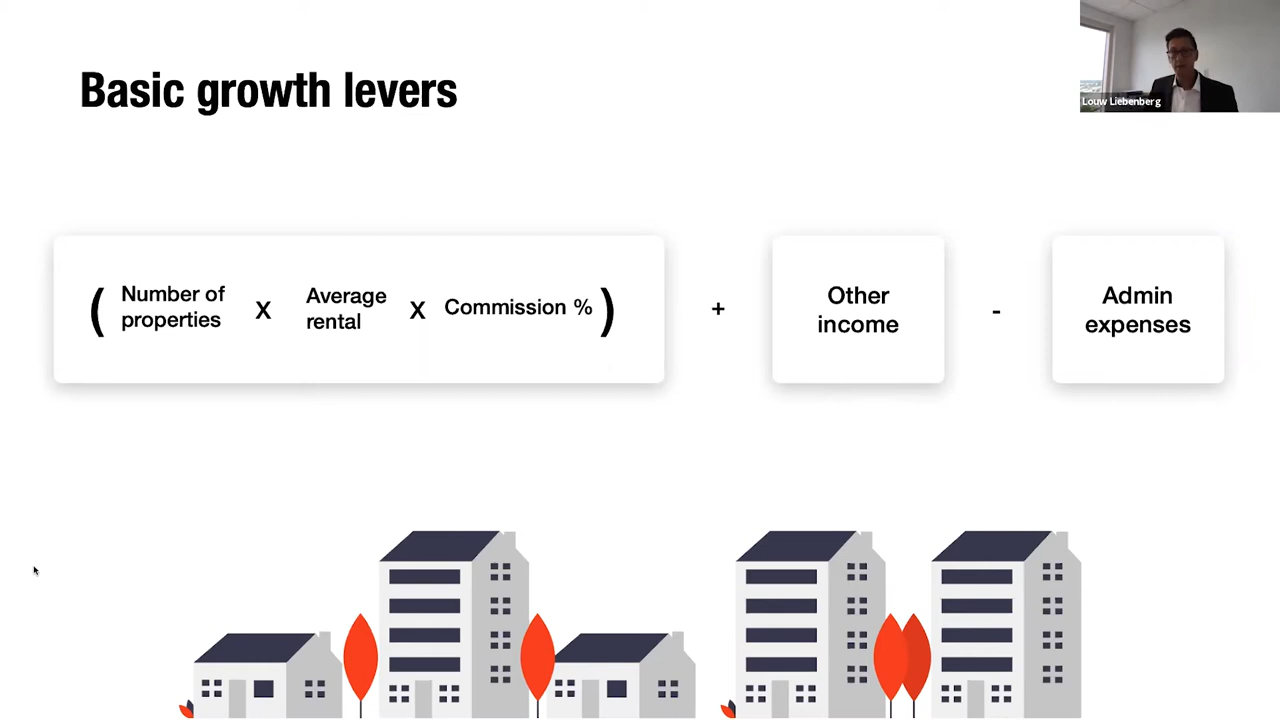 Basic growth levers
Louw Liebenberg
( Number of properties x Average rental x Commission % ) + Other income - Admin expenses